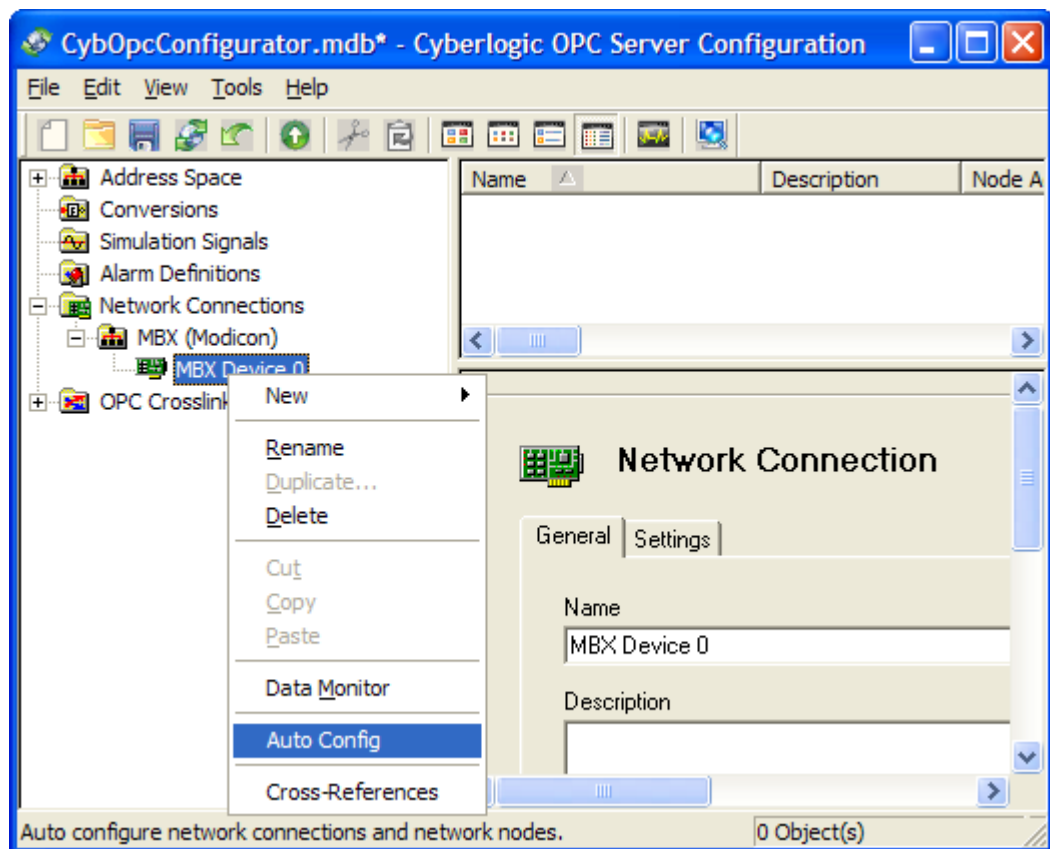 CybOpcConfigurator.mdb* - Cyberlogic OPC Server Configuration
File Edit View Tools Help
Address Space
Conversions
Simulation Signals
Alarm Definitions
Network Connections
MBX (Modicon)
MBX Device 0
OPC Crosslink
Name Description Node A
New
Rename
Duplicate...
Delete
Cut
Copy
Paste
Data Monitor
Auto Config
Cross-References
Network Connection
General Settings
Name
MBX Device 0
Description
Auto configure network connections and network nodes. 0 Object(s)